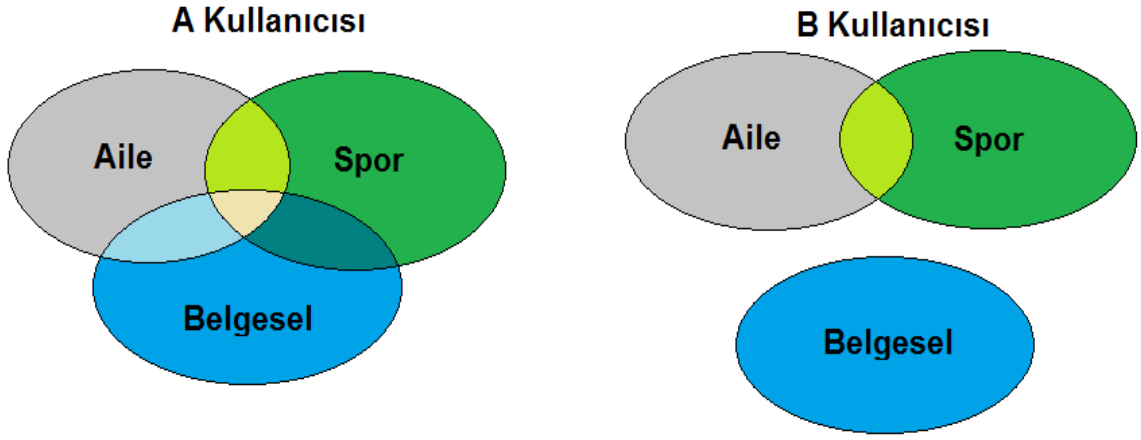 A Kullanıcısı
Aile
Spor
Belgesel
B Kullanıcısı
Aile
Spor
Belgesel